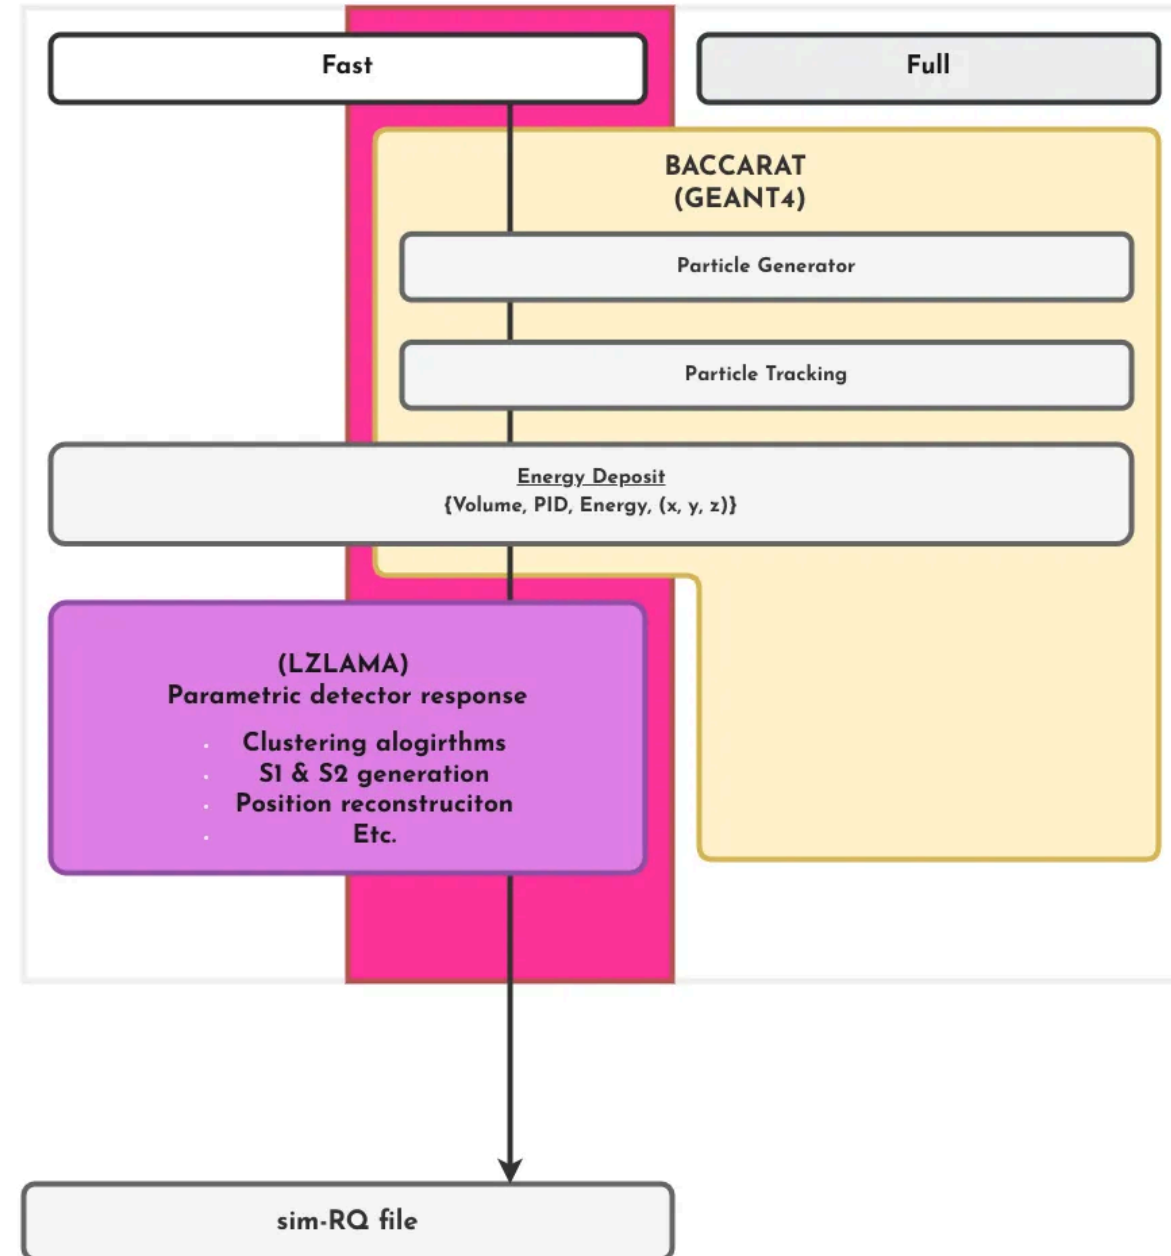 Fast
Full
BACCARAT
(GEANT4)
Particle Generator
Particle Tracking
Energy Deposit
{Volume, PID, Energy, (x, y, z)}
(LZLAMA)
Parametric detector response
Clustering alogirthms
S1 & S2 generation
Position reconstruciton
Etc.
sim-RQ file